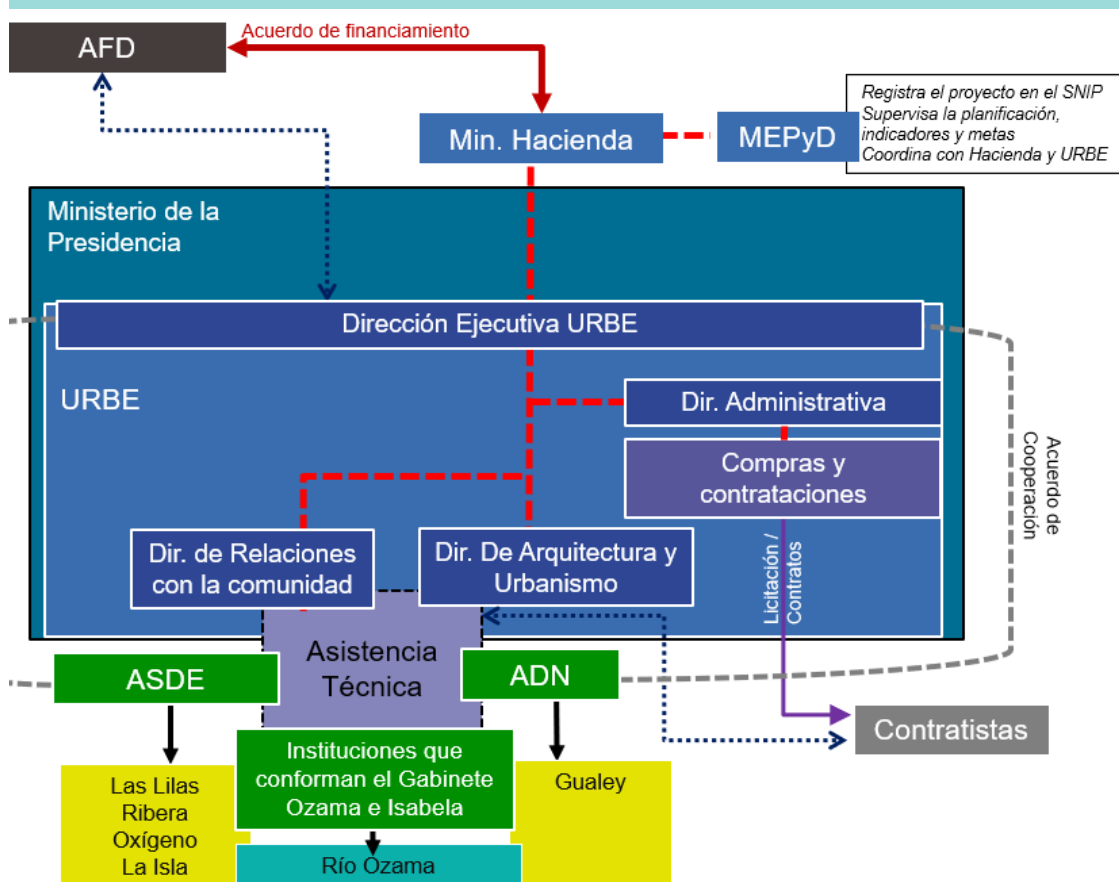 Acuerdo de financiamiento
AFD
Registra el proyecto en el SNIP
Supervisa la planificación,
indicadores y metas
Coordina con Hacienda y URBE
Min. Hacienda
MEPyD
Ministerio de la
Presidencia
Dirección Ejecutiva URBE
URBE
Dir. Administrativa
Compras y
contrataciones
Acuerdo de
Cooperación
Dir. de Relaciones
con la comunidad
Dir. De Arquitectura y
Urbanismo
Licitación /
Contratos
Asistencia
Técnica
ASDE
ADN
Contratistas
Instituciones que
conforman el Gabinete
Ozama e Isabela
Las Lilas
Ribera
Oxígeno
La Isla
Gualey
Río Ozama